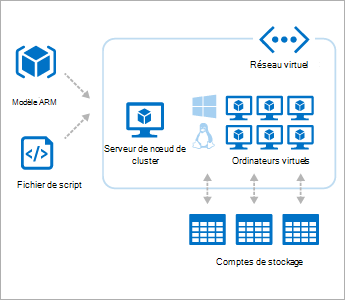 Réseau virtuel
Modèle ARM
Serveur de nœud de
cluster
Ordinateurs virtuels
Fichier de script
Comptes de stockage